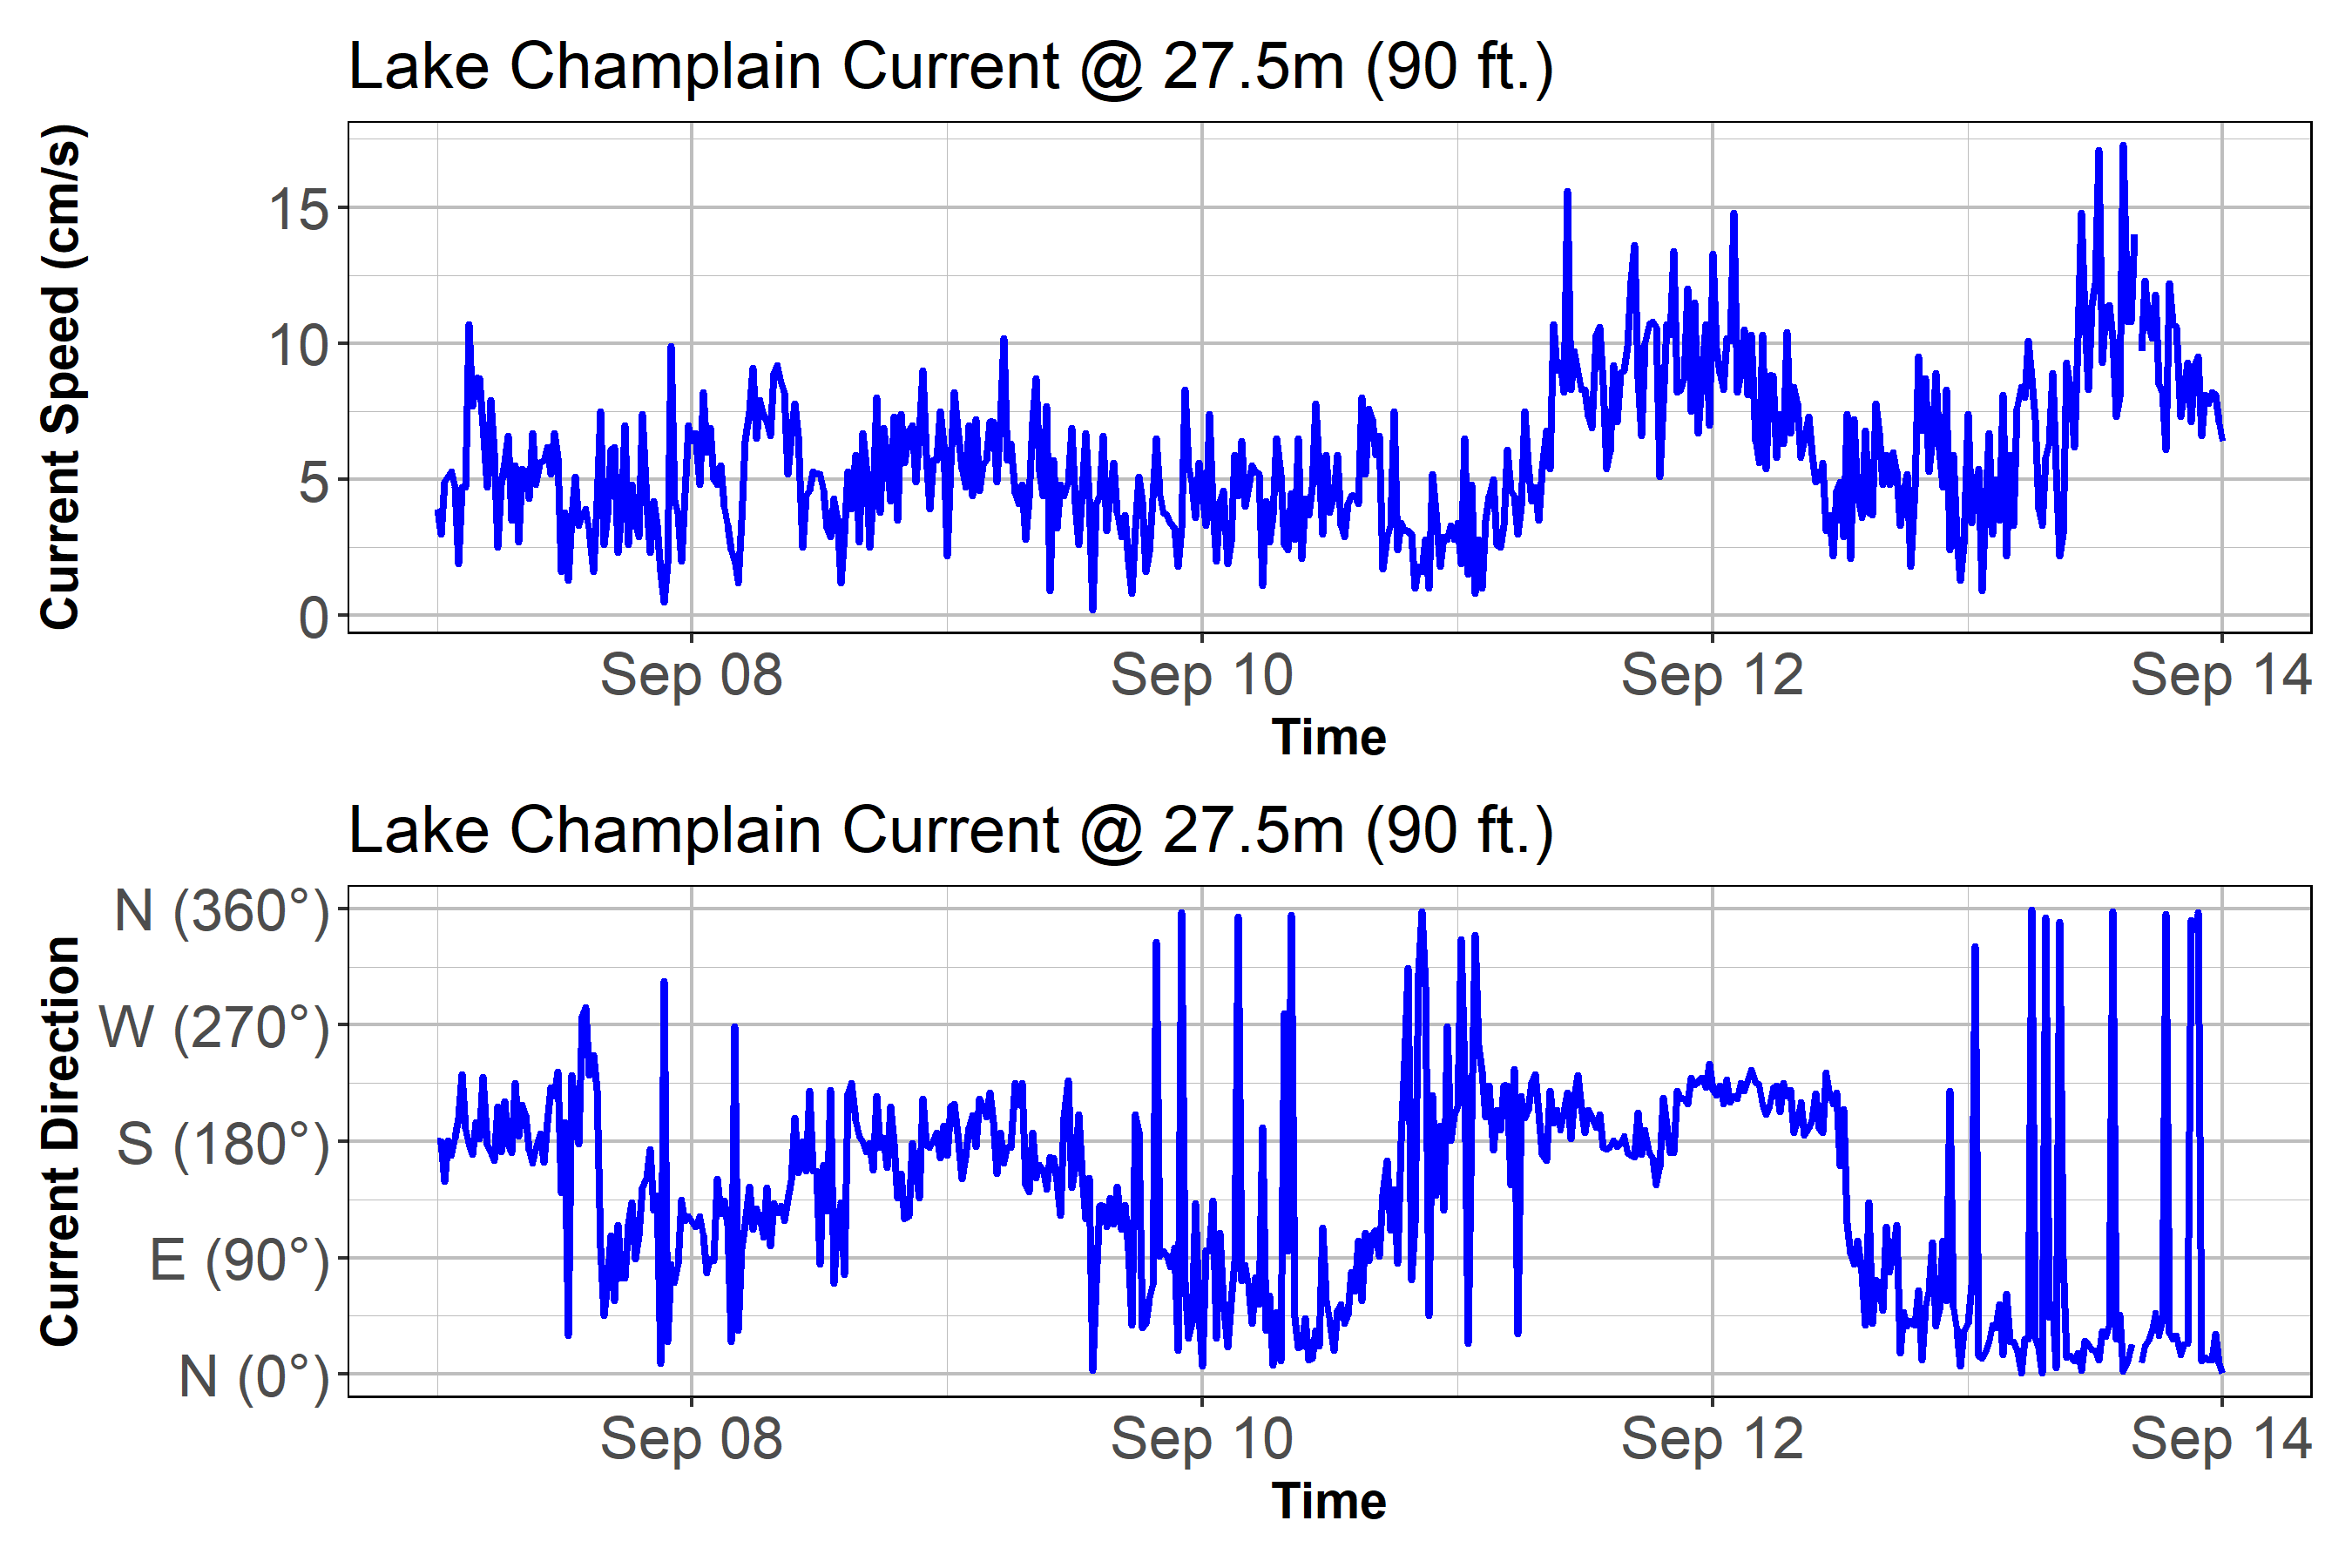 Lake Champlain Current @ 27.5m (90 ft.)
Current Speed (cm/s)
15
10
5
0
Sep 08 Sep 10 Sep 12 Sep 14
Time
Lake Champlain Current @ 27.5m (90 ft.)
Current Direction
N (360°)
W (270°)
S (180°)
E (90°)
N (0°)
Sep 08 Sep 10 Sep 12 Sep 14
Time